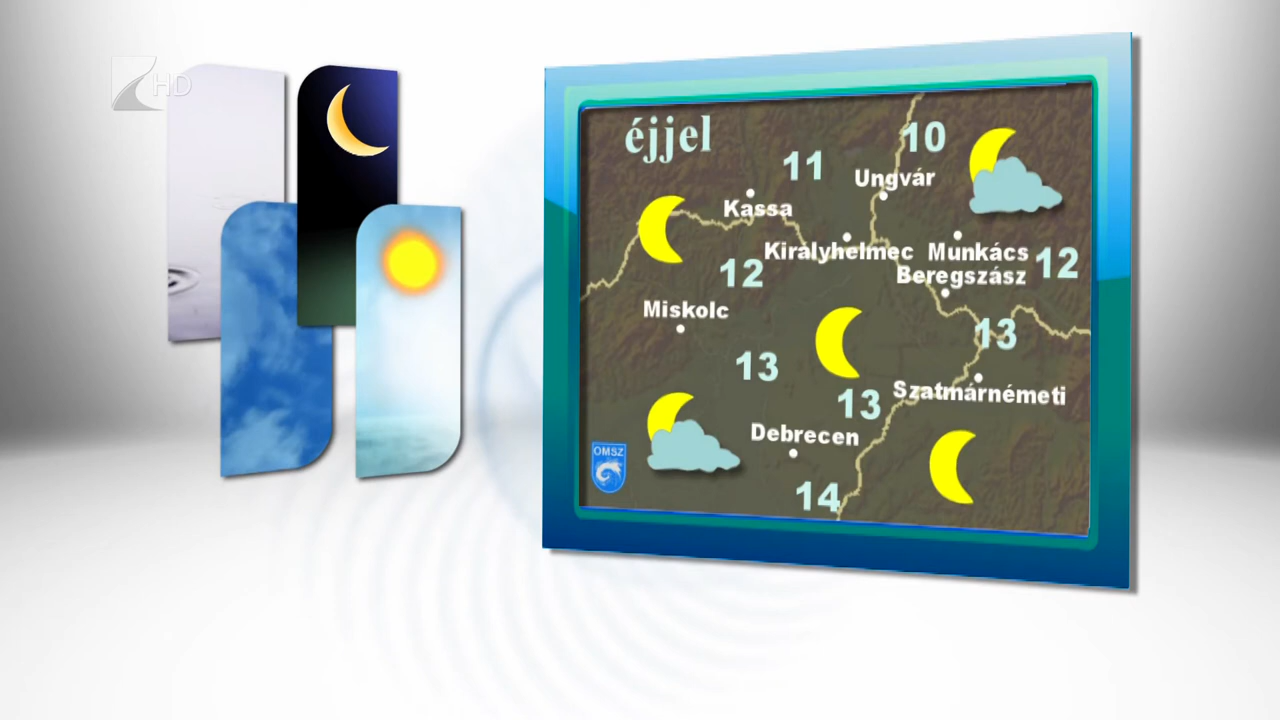 HD
éjjel
10
11
Ungvár
Kassa
Királyhelmec
Munkács
12
12
Beregszász
Miskolc
13
13
Szatmárnémeti
13
Debrecen
OMSZ
14